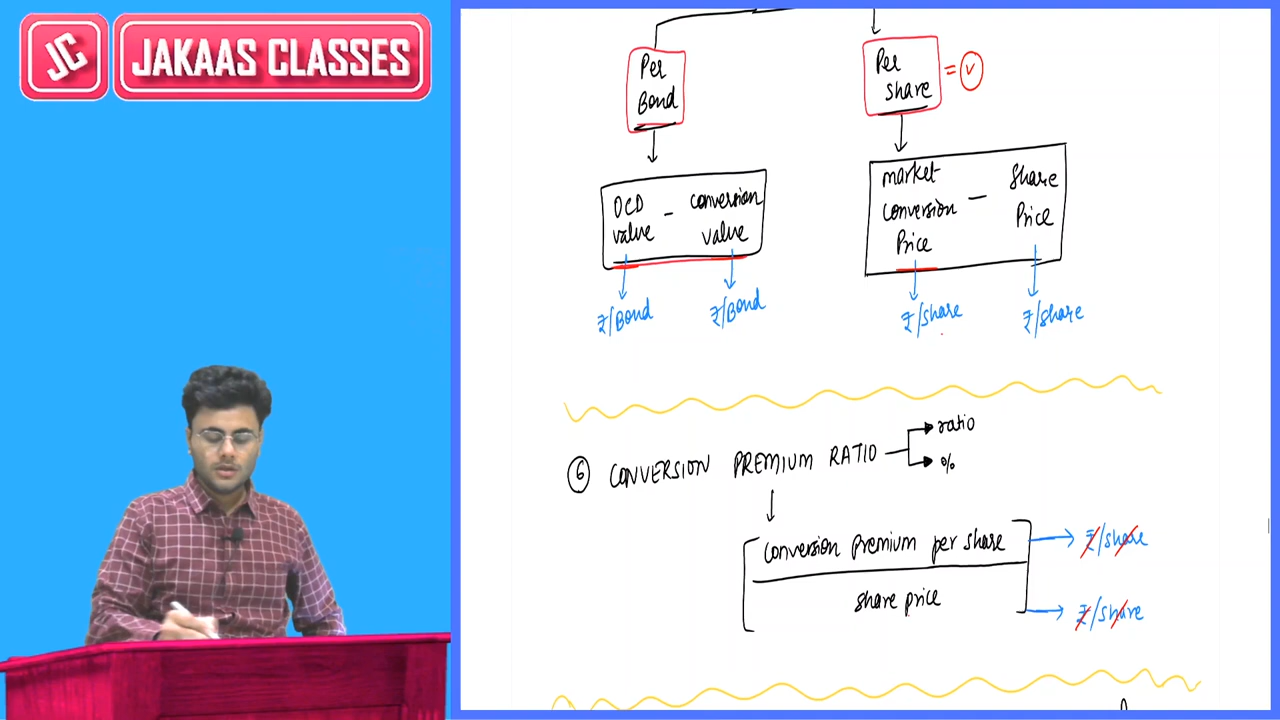 JC
JAKAAS CLASSES
Per
Bond
Per
Share
= ✓
OCD
value
-
conversion
value
market
conversion
Price
-
Share
Price
₹/Bond
₹/Bond
₹/Share
₹/Share
⑥ CONVERSION PREMIUM RATIO
ratio
%
conversion premium per share
₹/share
share price
₹/share